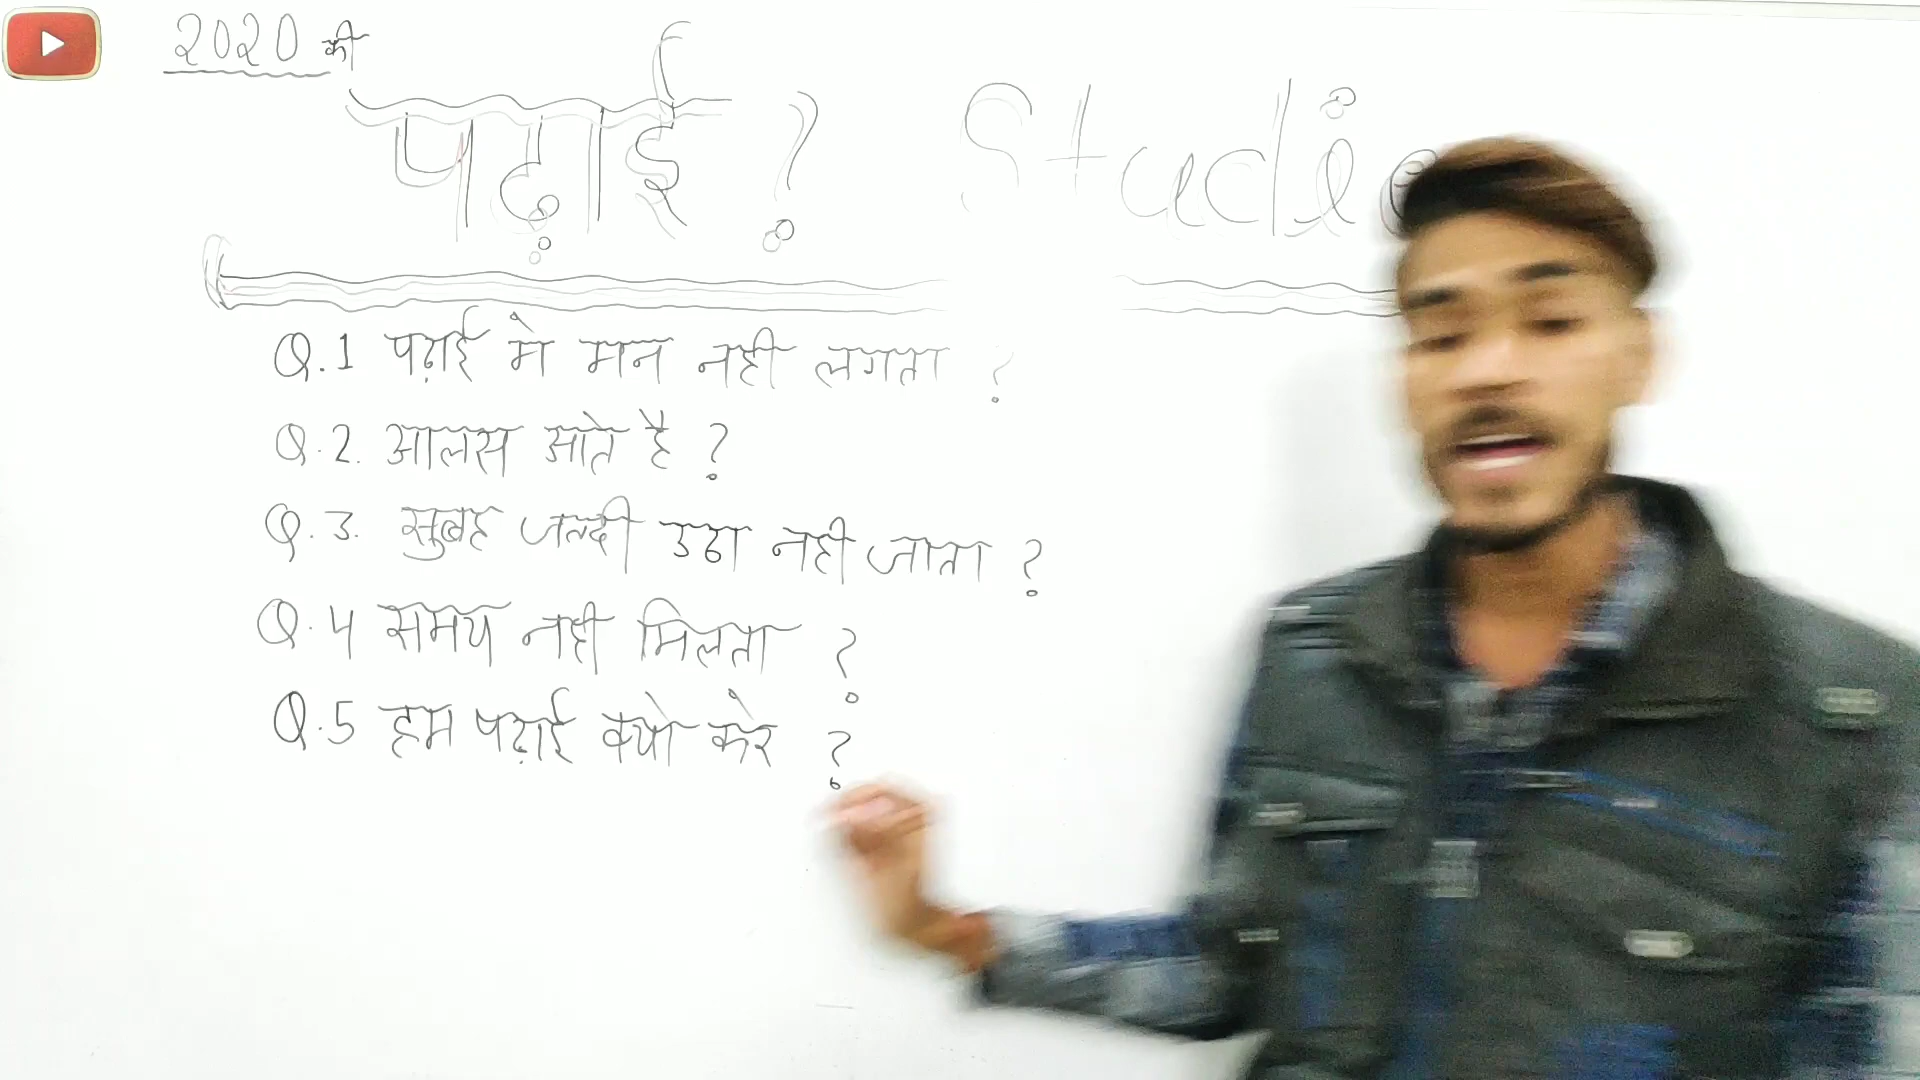 2020 की
पढ़ाई ? Studie
Q.1 पढ़ाई मे मन नही लगता ?
Q.2. आलस आते है ?
Q.3. सुबह जल्दी उठा नही जाता ?
Q.4 समय नही मिलता ?
Q.5 हम पढ़ाई क्यो करे ?